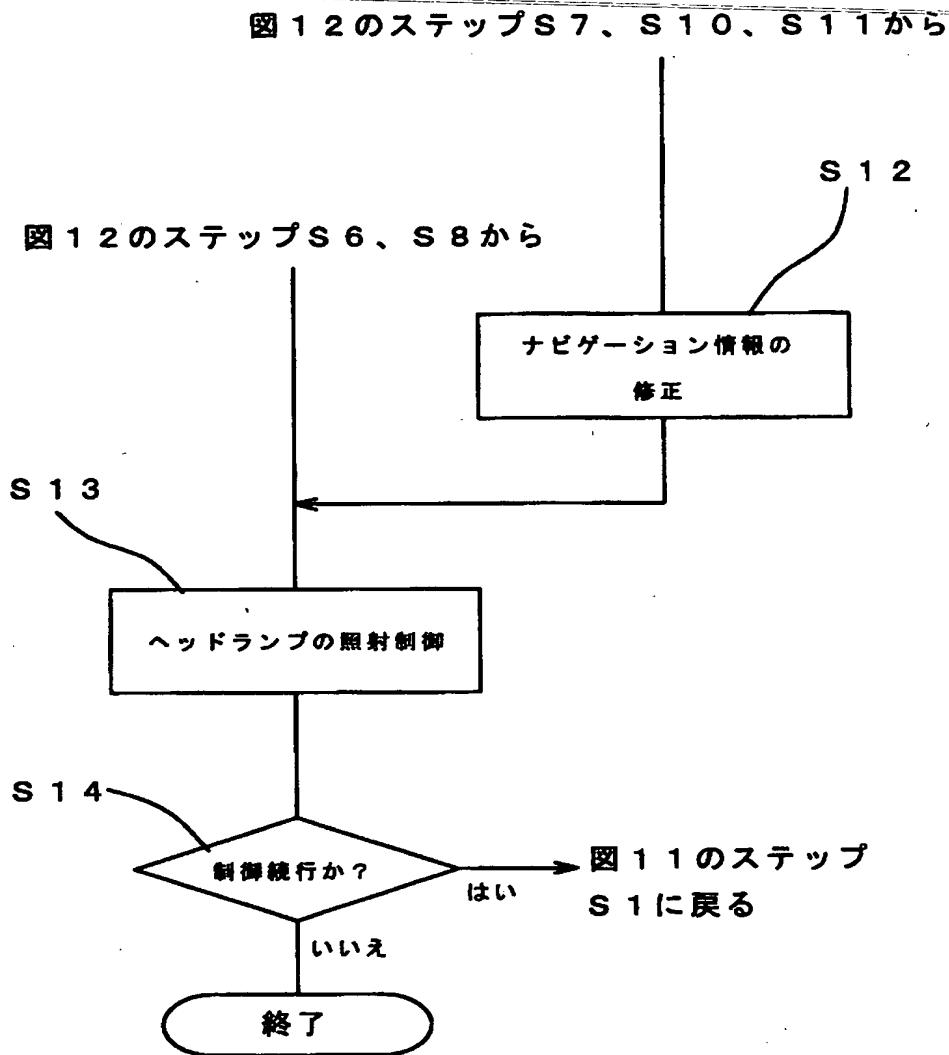 図12のステップS7、S10、S11から
S12
図12のステップS6、S8から
ナビゲーション情報の
修正
S13
ヘッドランプの照射制御
S14
制御続行か？
はい
図11のステップ
S1に戻る
いいえ
終了